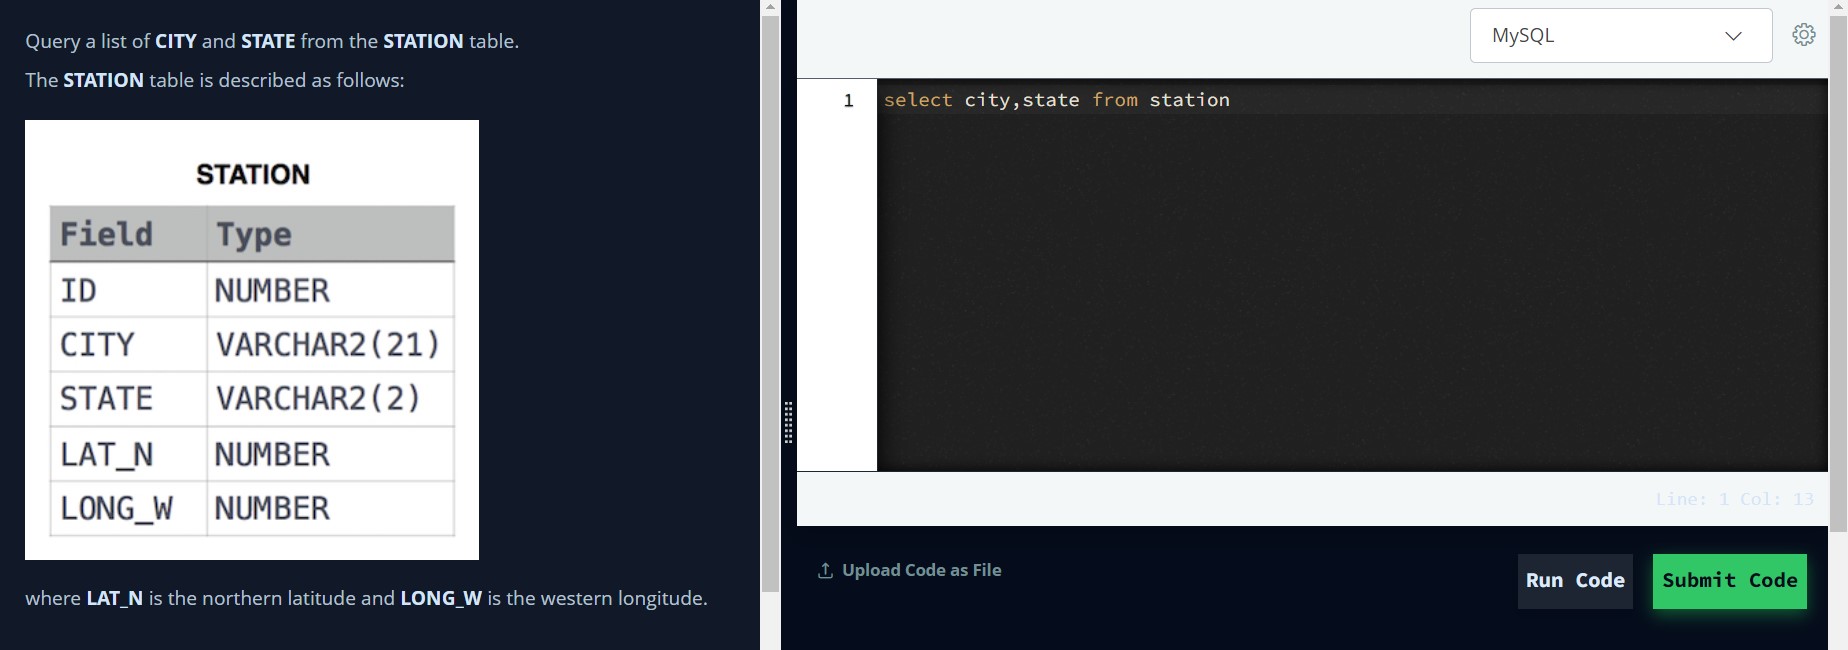 Query a list of CITY and STATE from the STATION table.
The STATION table is described as follows:
STATION
Field Type
ID NUMBER
CITY VARCHAR2(21)
STATE VARCHAR2(2)
LAT_N NUMBER
LONG_W NUMBER
where LAT_N is the northern latitude and LONG_W is the western longitude.
MySQL
1 select city,state from station
Line: 1 Col: 13
Upload Code as File
Run Code
Submit Code